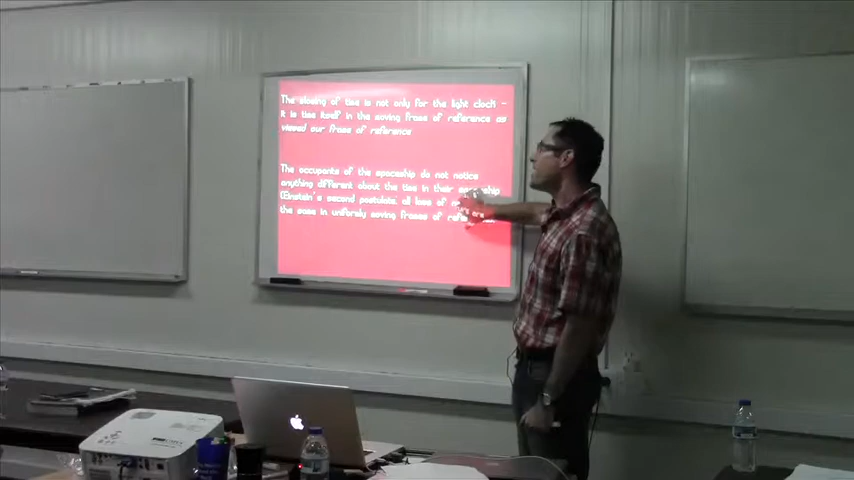 The slowing of time is not only for the light clock -
it is time itself in the moving frame of reference as
viewed our frame of reference
The occupants of the spaceship do not notice
anything different about the time in their spaceship
(Einstein's second postulate. all laws of
the same in uniformly moving frames of